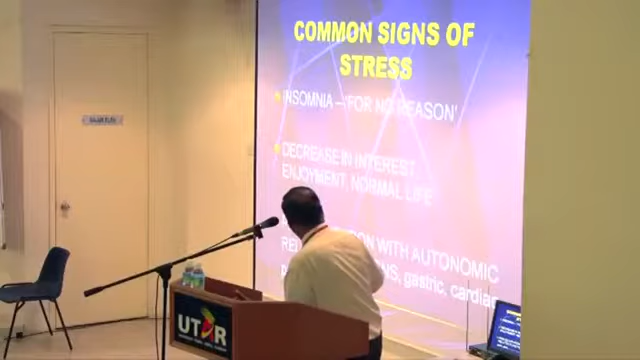 COMMON SIGNS OF
STRESS
INSOMNIA – 'FOR NO REASON'
DECREASE IN INTEREST
ENJOYMENT, NORMAL LIFE
WITH AUTONOMIC
gastric, cardiac
UTAR